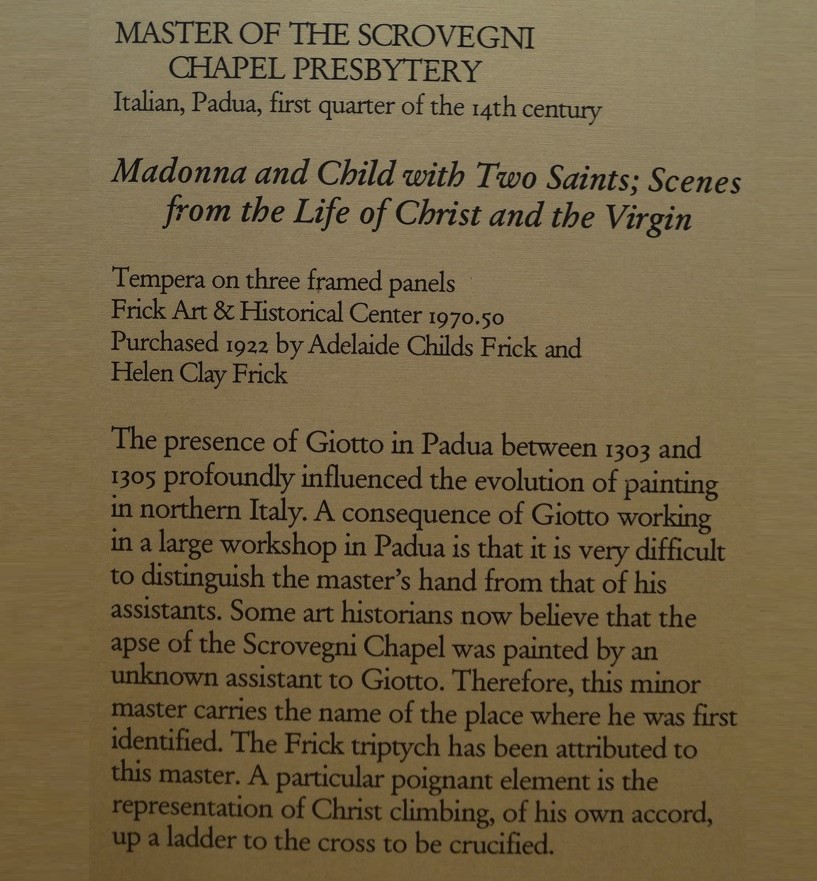 MASTER OF THE SCROVEGNI
CHAPEL PRESBYTERY
Italian, Padua, first quarter of the 14th century
Madonna and Child with Two Saints; Scenes
from the Life of Christ and the Virgin
Tempera on three framed panels
Frick Art & Historical Center 1970.50
Purchased 1922 by Adelaide Childs Frick and
Helen Clay Frick
The presence of Giotto in Padua between 1303 and
1305 profoundly influenced the evolution of painting
in northern Italy. A consequence of Giotto working
in a large workshop in Padua is that it is very difficult
to distinguish the master's hand from that of his
assistants. Some art historians now believe that the
apse of the Scrovegni Chapel was painted by an
unknown assistant to Giotto. Therefore, this minor
master carries the name of the place where he was first
identified. The Frick triptych has been attributed to
this master. A particular poignant element is the
representation of Christ climbing, of his own accord,
up a ladder to the cross to be crucified.